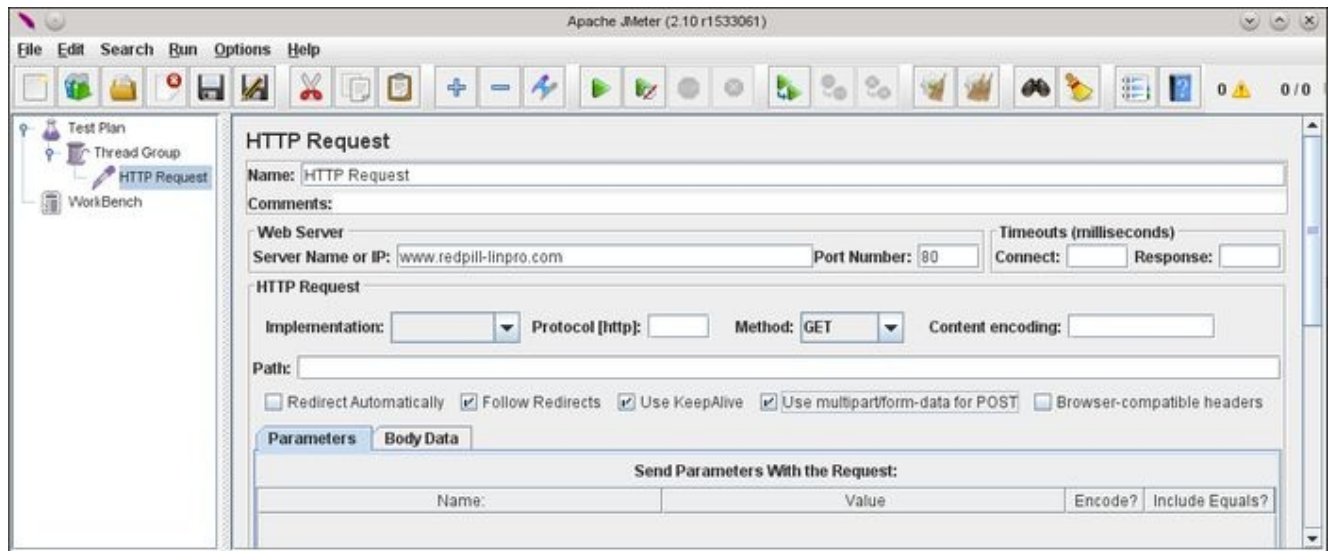 Apache JMeter (2.10 r1533061)
File Edit Search Run Options Help
0 0 / 0
Test Plan
Thread Group
HTTP Request
WorkBench
HTTP Request
Name: HTTP Request
Comments:
Web Server
Server Name or IP: www.redpill-linpro.com Port Number: 80
Timeouts (milliseconds)
Connect: Response:
HTTP Request
Implementation: Protocol [http]: Method: GET Content encoding:
Path:
Redirect Automatically Follow Redirects Use KeepAlive Use multipart/form-data for POST Browser-compatible headers
Parameters Body Data
Send Parameters With the Request:
Name: Value Encode? Include Equals?